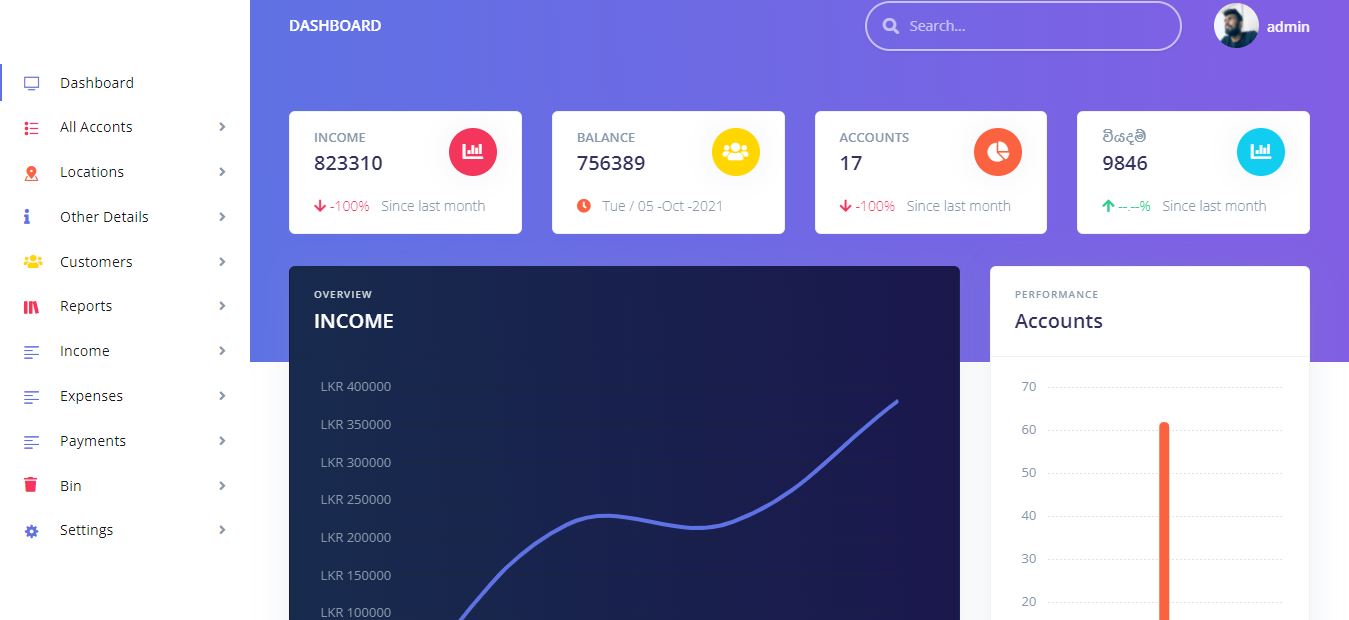 DASHBOARD
Search...
admin
Dashboard
All Acconts
Locations
Other Details
Customers
Reports
Income
Expenses
Payments
Bin
Settings
INCOME
823310
-100% Since last month
BALANCE
756389
Tue / 05 -Oct -2021
ACCOUNTS
17
-100% Since last month
වියදම්
9846
--.--% Since last month
OVERVIEW
INCOME
LKR 400000
LKR 350000
LKR 300000
LKR 250000
LKR 200000
LKR 150000
LKR 100000
PERFORMANCE
Accounts
70
60
50
40
30
20